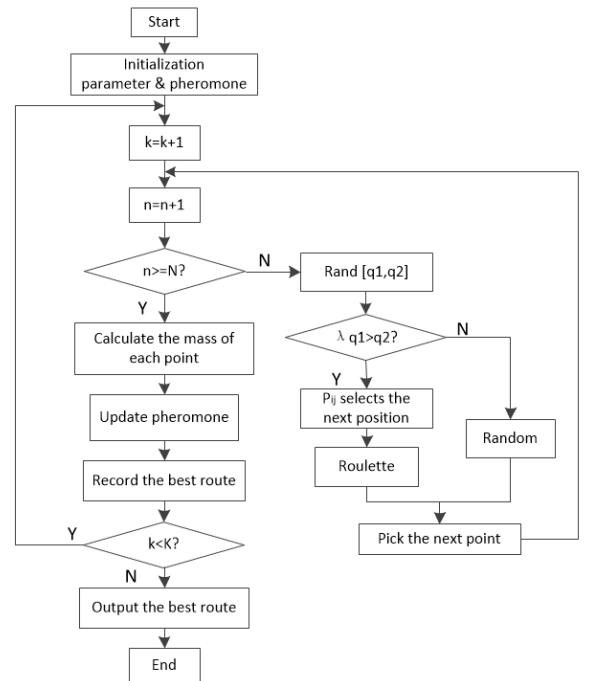 Start
Initialization
parameter & pheromone
k=k+1
n=n+1
n>=N?
N
Rand [q1,q2]
Y
λ q1>q2?
N
Calculate the mass of
each point
Y
Pij selects the
next position
Update pheromone
Random
Roulette
Record the best route
Y
k<K?
Pick the next point
N
Output the best route
End